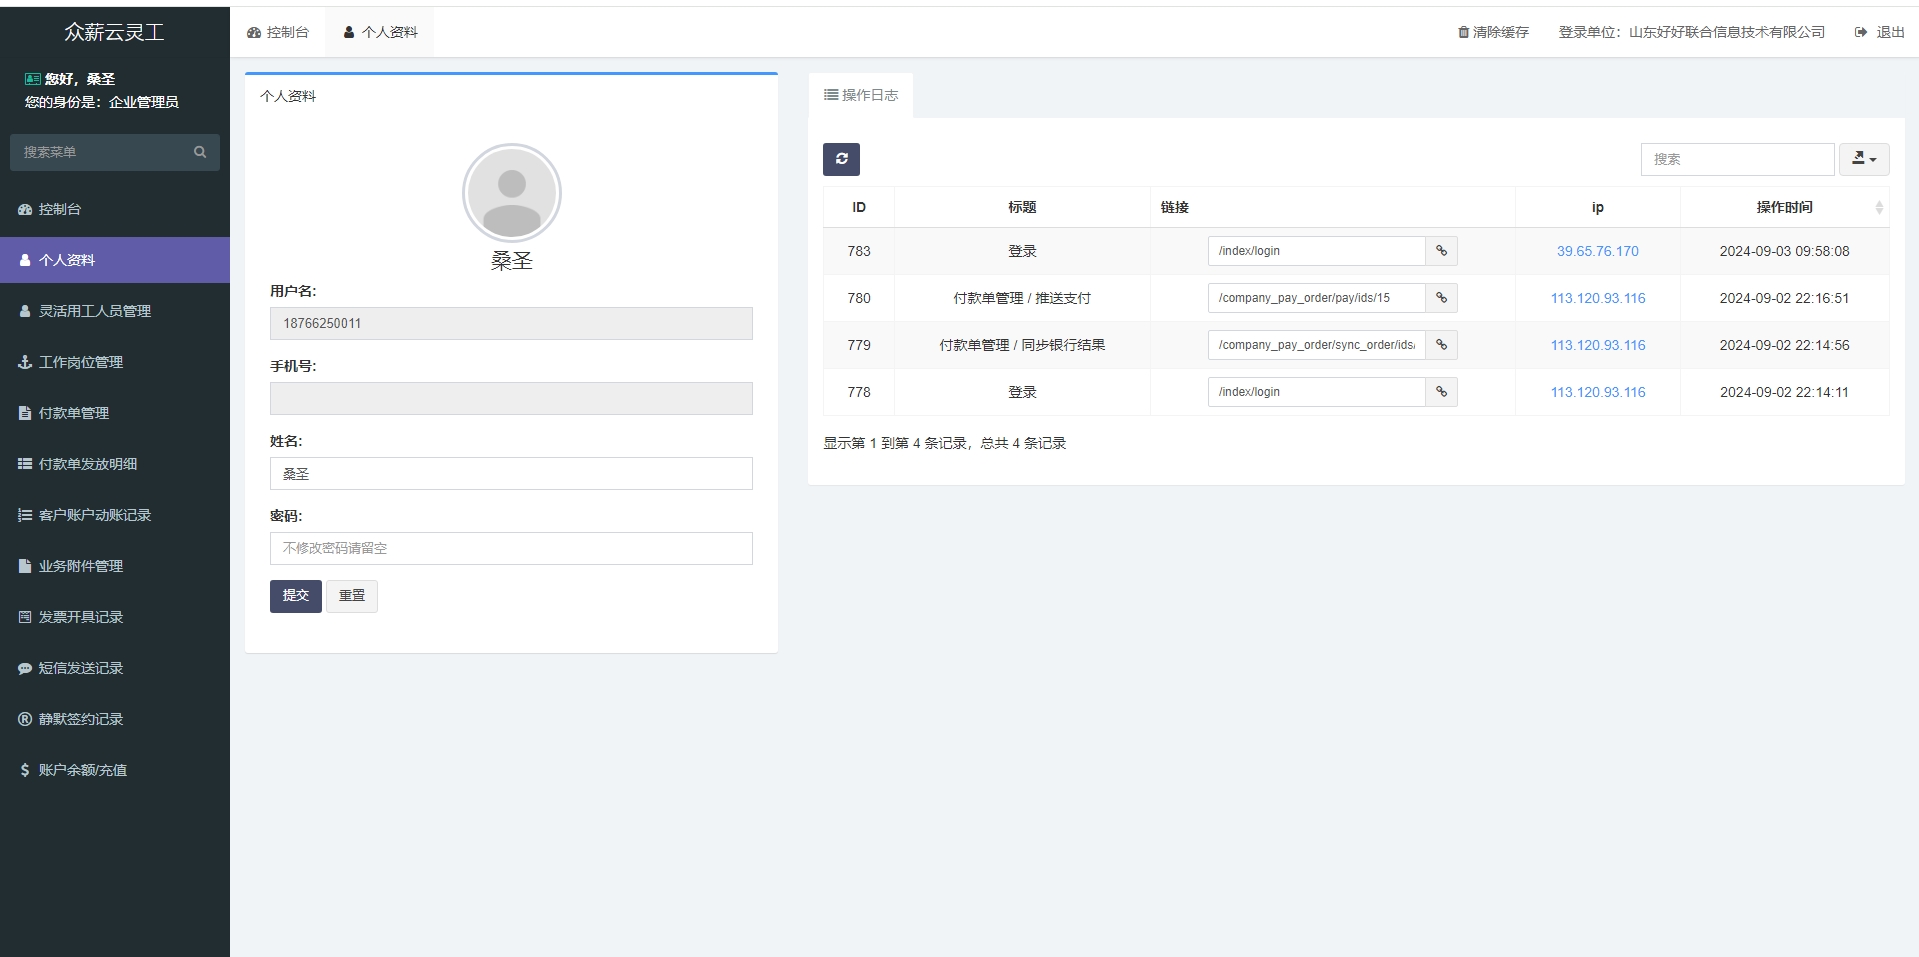 众薪云灵工
您好，桑圣
您的身份是：企业管理员
搜索菜单
控制台
个人资料
灵活用工人员管理
工作岗位管理
付款单管理
付款单发放明细
客户账户动账记录
业务附件管理
发票开具记录
短信发送记录
静默签约记录
账户余额/充值
控制台 个人资料 清除缓存 登录单位：山东好好联合信息技术有限公司 退出
个人资料
桑圣
用户名:
18766250011
手机号:
姓名:
桑圣
密码:
不修改密码请留空
提交 重置
操作日志
搜索
ID 标题 链接 ip 操作时间
783 登录 /index/login 39.65.76.170 2024-09-03 09:58:08
780 付款单管理 / 推送支付 /company_pay_order/pay/ids/15 113.120.93.116 2024-09-02 22:16:51
779 付款单管理 / 同步银行结果 /company_pay_order/sync_order/ids/ 113.120.93.116 2024-09-02 22:14:56
778 登录 /index/login 113.120.93.116 2024-09-02 22:14:11
显示第 1 到第 4 条记录，总共 4 条记录